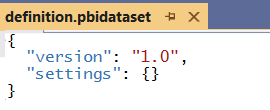 definition.pbidataset
{
  "version": "1.0",
  "settings": {}
}